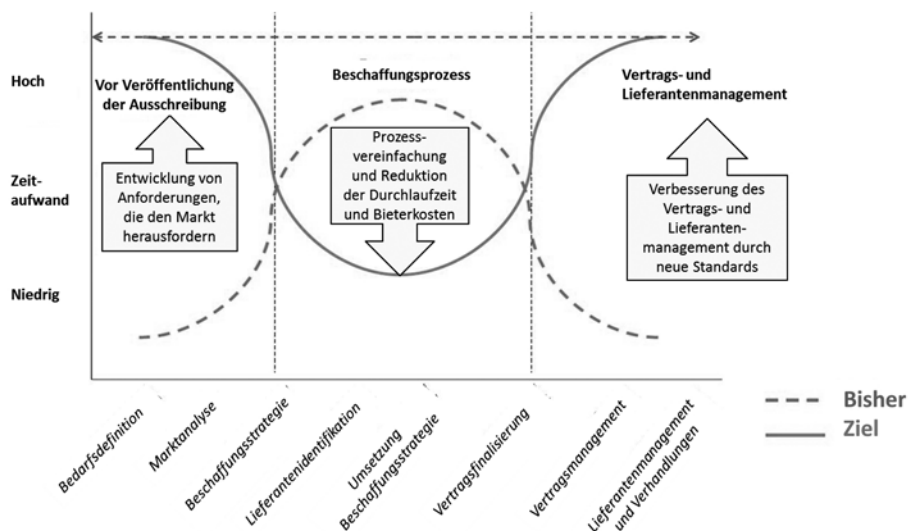 Hoch
Zeit-
aufwand
Niedrig
Vor Veröffentlichung
der Ausschreibung
Entwicklung von
Anforderungen,
die den Markt
herausfordern
Beschaffungsprozess
Prozess-
vereinfachung
und Reduktion
der Durchlaufzeit
und Bieterkosten
Vertrags- und
Lieferantenmanagement
Verbesserung des
Vertrags- und
Lieferanten-
management durch
neue Standards
Bedarfsdefinition
Marktanalyse
Beschaffungsstrategie
Lieferantenidentifikation
Umsetzung
Beschaffungsstrategie
Vertragsfinalisierung
Vertragsmanagement
Lieferantenmanagement
und Verhandlungen
Bisher
Ziel